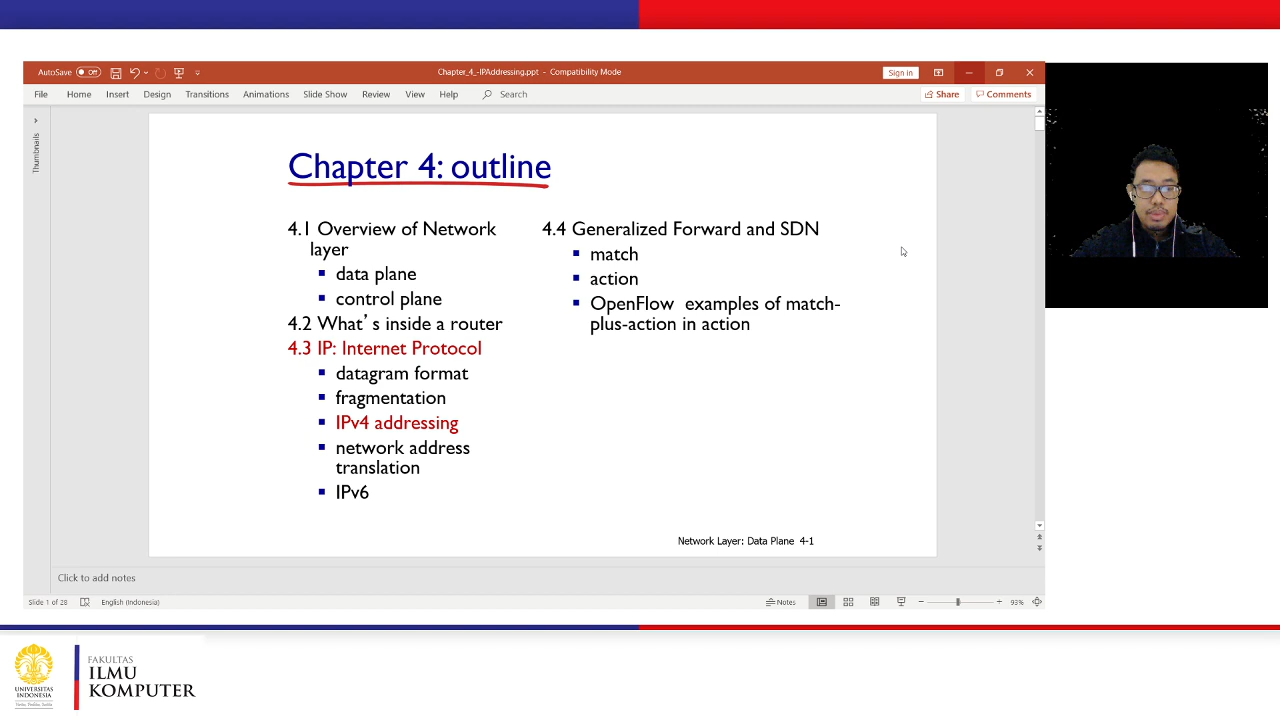 AutoSave Off
Chapter_4_-IPAddressing.ppt - Compatibility Mode
Sign in
File Home Insert Design Transitions Animations Slide Show Review View Help Search
Share Comments
Thumbnails
Chapter 4: outline
4.1 Overview of Network
layer
▪ data plane
▪ control plane
4.2 What’s inside a router
4.3 IP: Internet Protocol
▪ datagram format
▪ fragmentation
▪ IPv4 addressing
▪ network address
translation
▪ IPv6
4.4 Generalized Forward and SDN
▪ match
▪ action
▪ OpenFlow examples of match-
plus-action in action
Network Layer: Data Plane 4-1
Click to add notes
Slide 1 of 28 English (Indonesia) Notes 93%
UNIVERSITAS
INDONESIA
FAKULTAS
ILMU
KOMPUTER